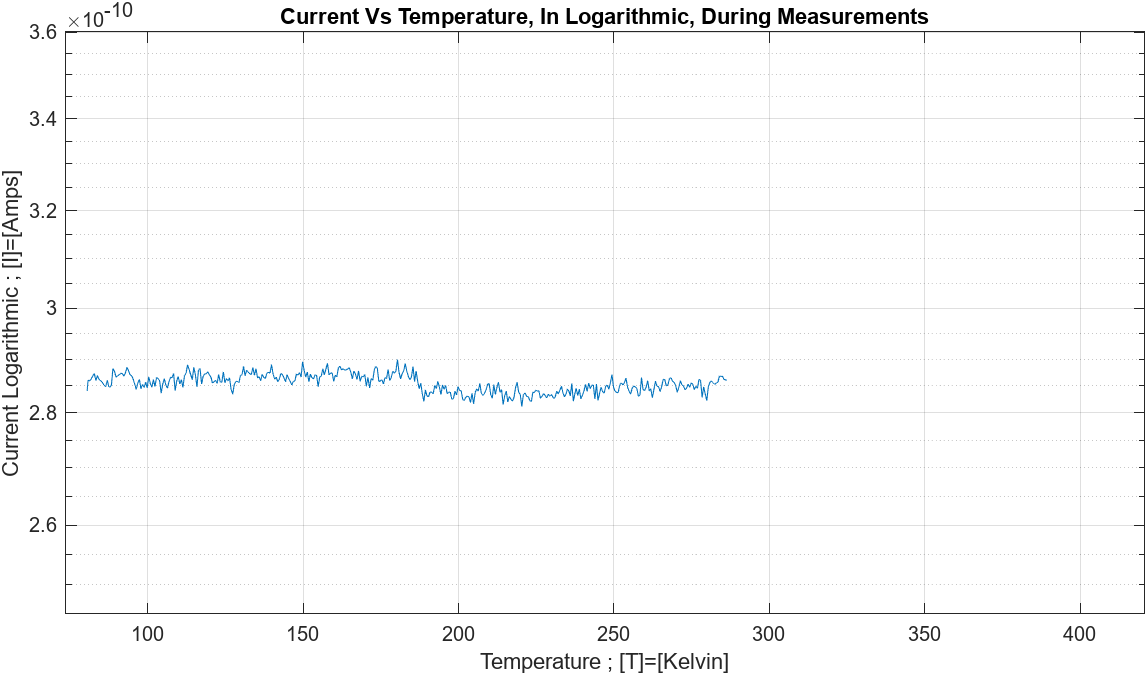 Current Vs Temperature, In Logarithmic, During Measurements
×10-10
3.6
3.4
3.2
3
2.8
2.6
Current Logarithmic ; [I]=[Amps]
100 150 200 250 300 350 400
Temperature ; [T]=[Kelvin]